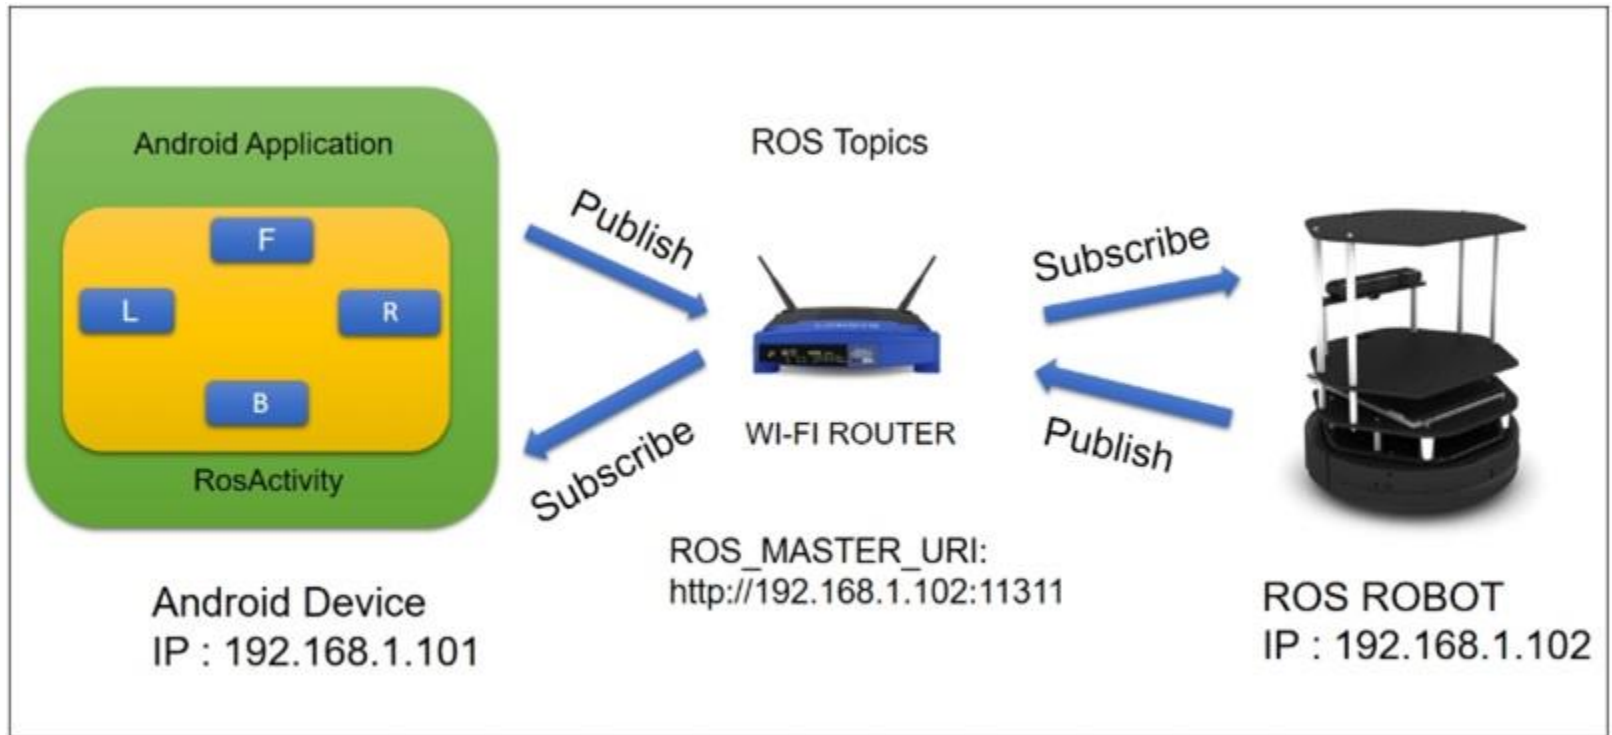 Android Application
F
L
R
B
RosActivity
Android Device
IP : 192.168.1.101
ROS Topics
Publish
Subscribe
WI-FI ROUTER
ROS_MASTER_URI:
http://192.168.1.102:11311
Subscribe
Publish
ROS ROBOT
IP : 192.168.1.102